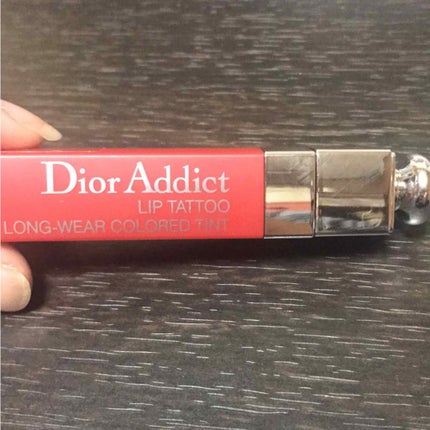 Dior Addict
LIP TATTOO
LONG-WEAR COLORED TINT